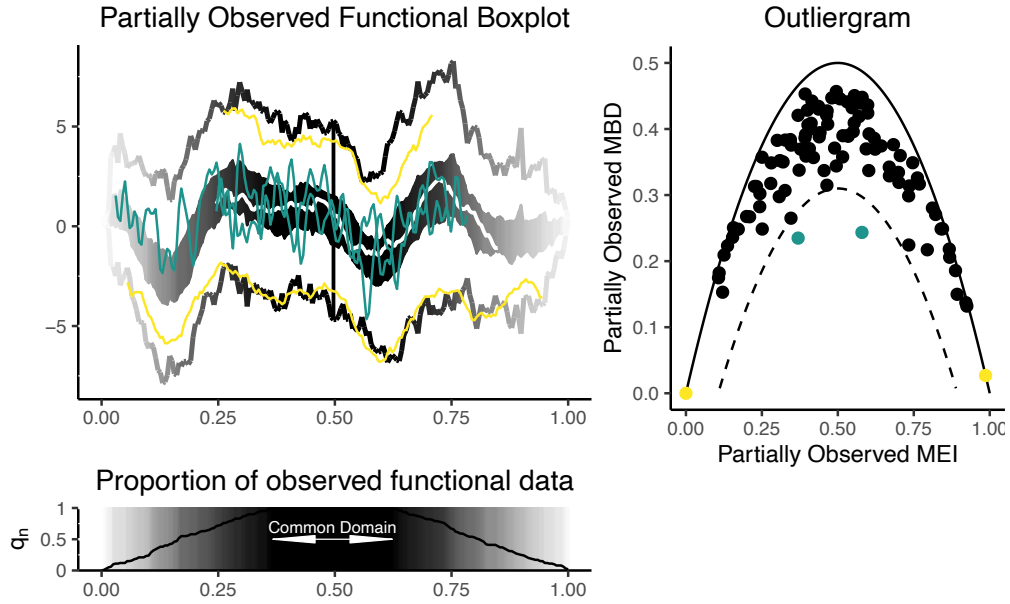 Partially Observed Functional Boxplot
5
0
−5
0.00 0.25 0.50 0.75 1.00
Outliergram
Partially Observed MBD
0.5
0.4
0.3
0.2
0.1
0.0
0.00 0.25 0.50 0.75 1.00
Partially Observed MEI
Proportion of observed functional data
qn
1
0.5
0
Common Domain
0.00 0.25 0.50 0.75 1.00